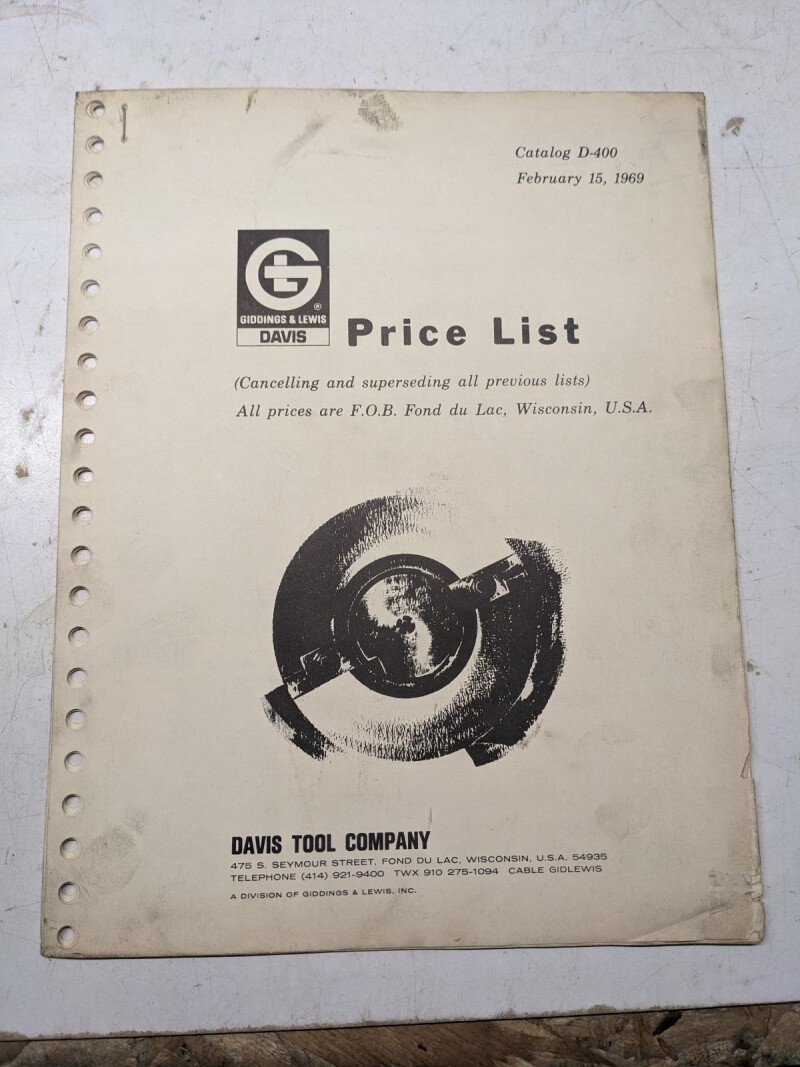 Catalog D-400
February 15, 1969
G
®
GIDDINGS & LEWIS
DAVIS
Price List
(Cancelling and superseding all previous lists)
All prices are F.O.B. Fond du Lac, Wisconsin, U.S.A.
DAVIS TOOL COMPANY
475 S. SEYMOUR STREET, FOND DU LAC, WISCONSIN, U.S.A. 54935
TELEPHONE (414) 921-9400 TWX 910 275-1094 CABLE GIDLEWIS
A DIVISION OF GIDDINGS & LEWIS, INC.